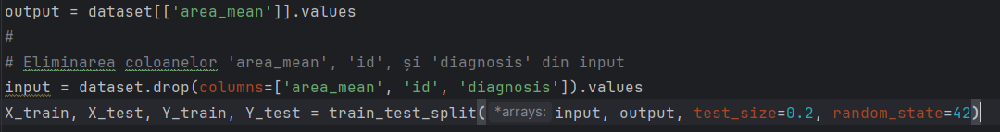 output = dataset[['area_mean']].values
#
# Eliminarea coloanelor 'area_mean', 'id', și 'diagnosis' din input
input = dataset.drop(columns=['area_mean', 'id', 'diagnosis']).values
X_train, X_test, Y_train, Y_test = train_test_split( *arrays: input, output, test_size=0.2, random_state=42)